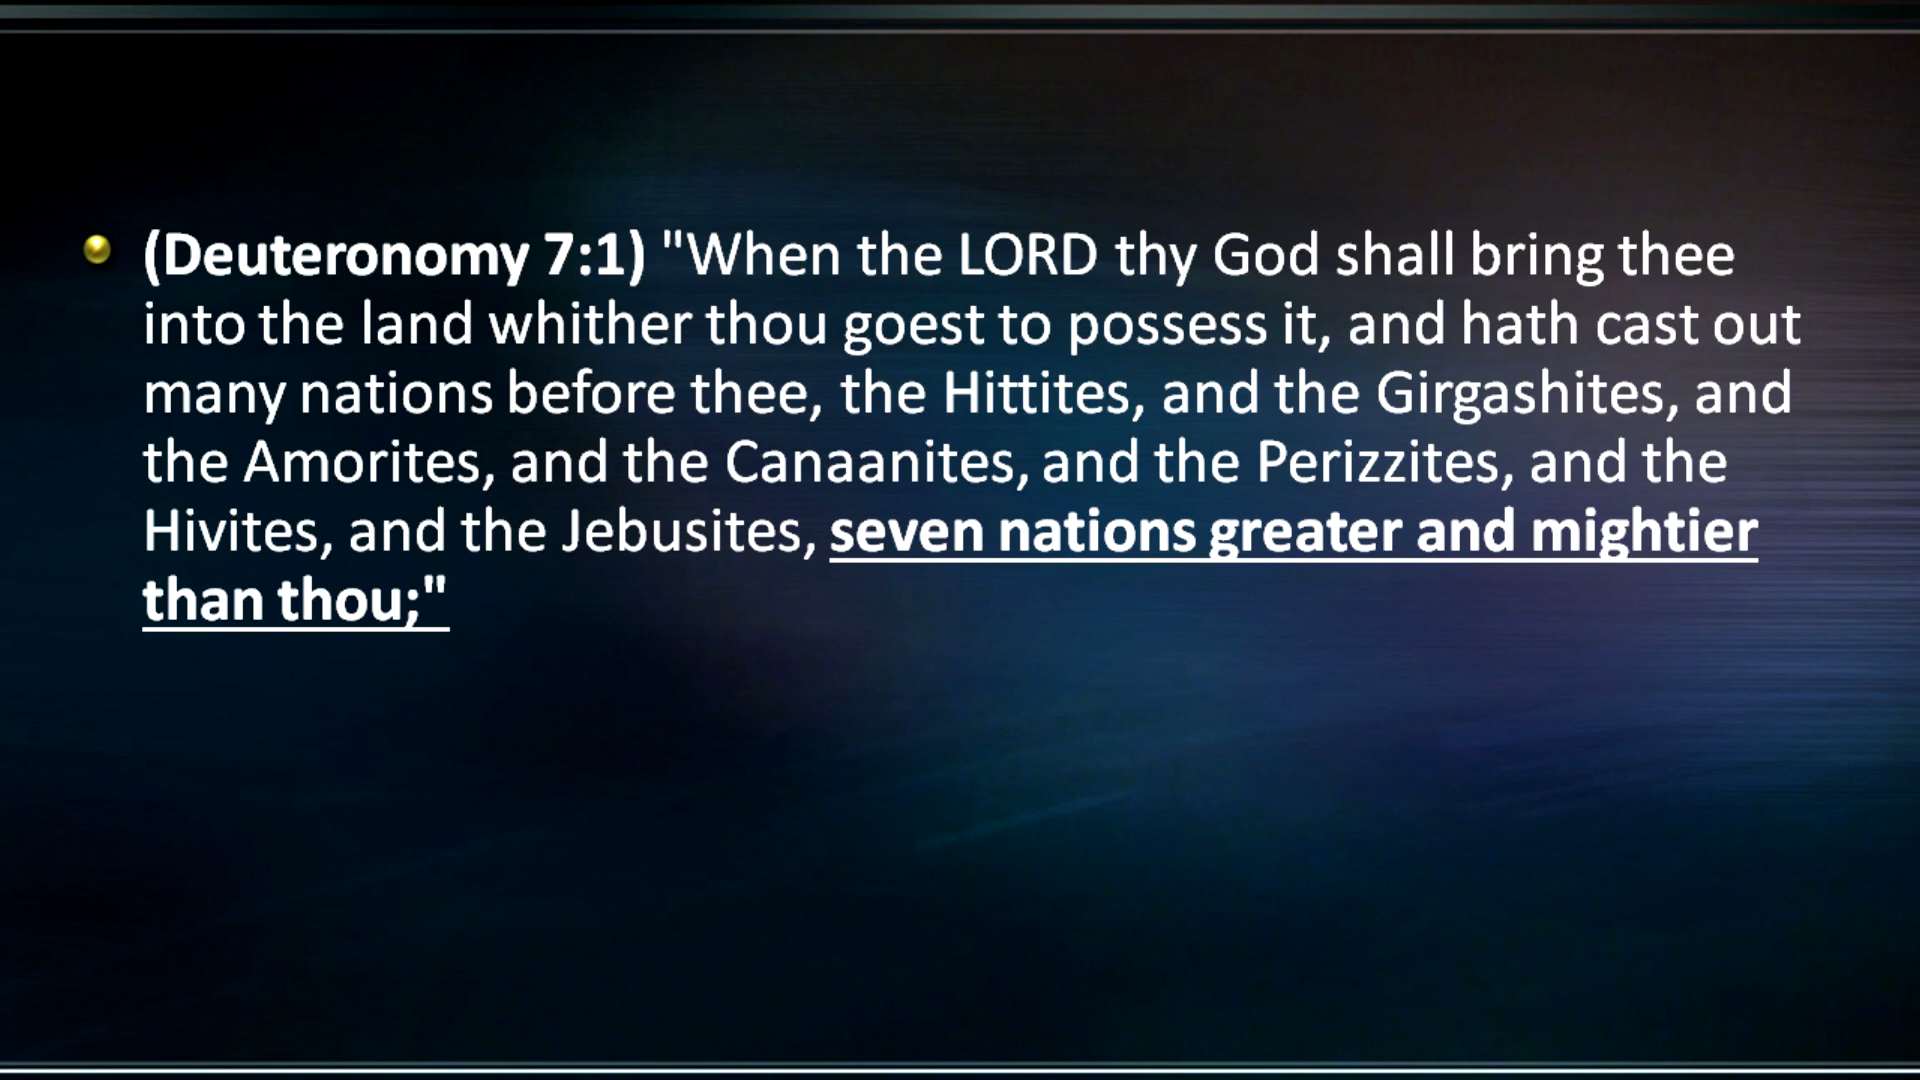 (Deuteronomy 7:1) "When the LORD thy God shall bring thee
into the land whither thou goest to possess it, and hath cast out
many nations before thee, the Hittites, and the Girgashites, and
the Amorites, and the Canaanites, and the Perizzites, and the
Hivites, and the Jebusites, seven nations greater and mightier
than thou;"